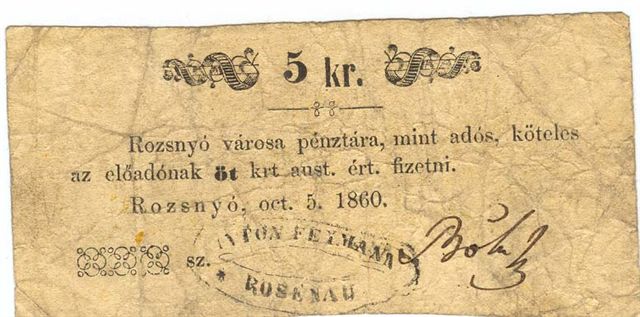 5 kr.
Rozsnyó városa pénztára, mint adós, köteles
az előadónak öt krt aust. ért. fizetni.
Rozsnyó, oct. 5. 1860.
sz.
FEYMANN
ROSENAU